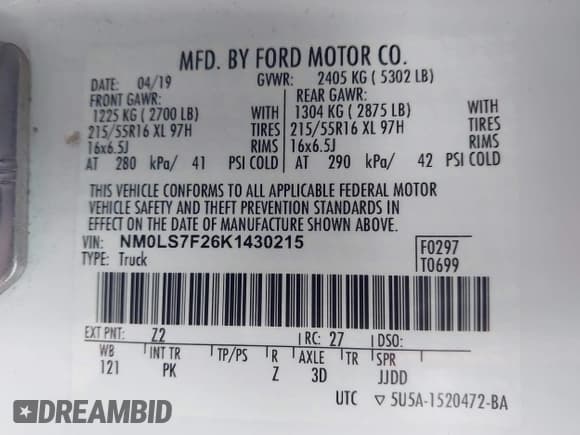 MFD. BY FORD MOTOR CO.
DATE: 04/19 GVWR: 2405 KG ( 5302 LB)
FRONT GAWR: REAR GAWR:
1225 KG ( 2700 LB) WITH 1304 KG ( 2875 LB) WITH
215/55R16 XL 97H TIRES 215/55R16 XL 97H TIRES
16x6.5J RIMS 16x6.5J RIMS
AT 280 kPa/ 41 PSI COLD AT 290 kPa/ 42 PSI COLD
THIS VEHICLE CONFORMS TO ALL APPLICABLE FEDERAL MOTOR
VEHICLE SAFETY AND THEFT PREVENTION STANDARDS IN
EFFECT ON THE DATE OF MANUFACTURE SHOWN ABOVE.
VIN: NM0LS7F26K1430215 F0297
TYPE: Truck T0699
EXT PNT: Z2 RC: 27 DSO:
WB INT TR TP/PS R AXLE TR SPR
121 PK Z 3D JJDD
UTC ▽ 5U5A-1520472-BA
DREAMBID